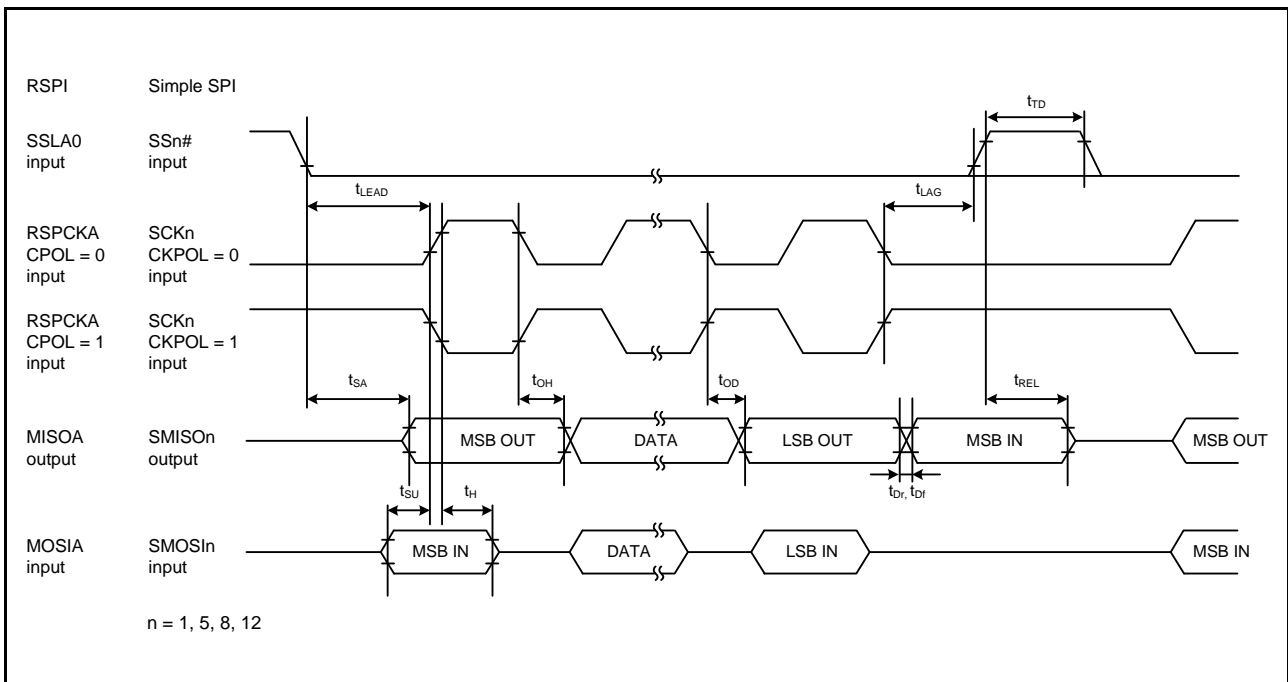 RSPI Simple SPI
tTD
SSLA0 SSn#
input input
tLEAD tLAG
RSPCKA SCKn
CPOL = 0 CKPOL = 0
input input
RSPCKA SCKn
CPOL = 1 CKPOL = 1
input input
tSA tOH tOD tREL
MISOA SMISOn MSB OUT DATA LSB OUT MSB IN MSB OUT
output output
tSU tH tDr, tDf
MOSIA SMOSIn MSB IN DATA LSB IN MSB IN
input input
n = 1, 5, 8, 12